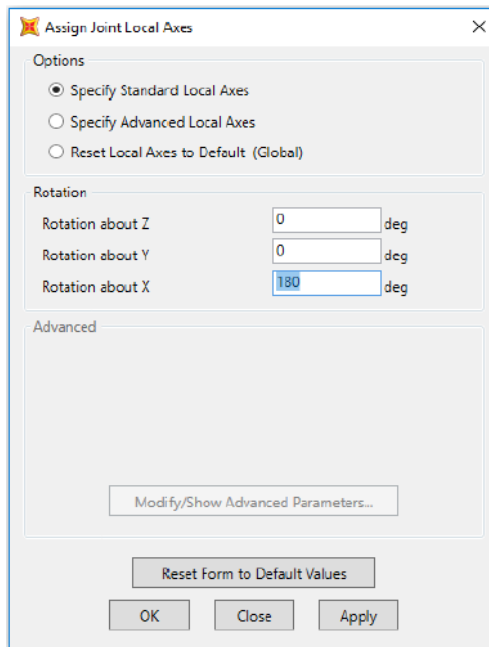 Assign Joint Local Axes
Options
Specify Standard Local Axes
Specify Advanced Local Axes
Reset Local Axes to Default (Global)
Rotation
Rotation about Z 0 deg
Rotation about Y 0 deg
Rotation about X 180 deg
Advanced
Modify/Show Advanced Parameters...
Reset Form to Default Values
OK Close Apply